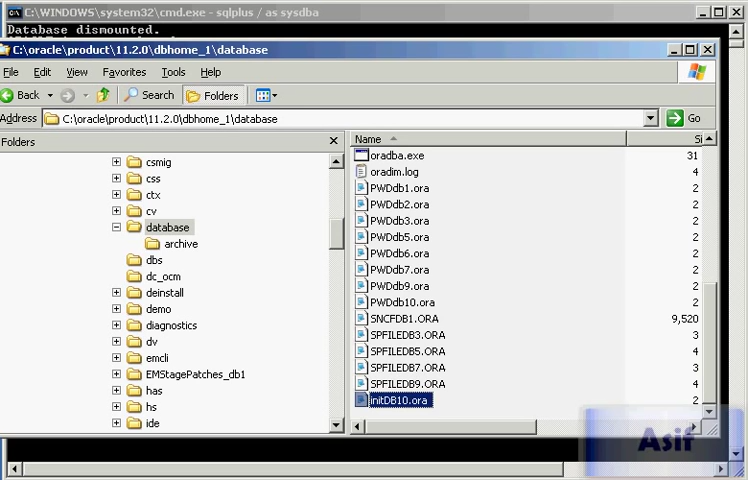 C:\WINDOWS\system32\cmd.exe - sqlplus / as sysdba
Database dismounted.
C:\oracle\product\11.2.0\dbhome_1\database
File Edit View Favorites Tools Help
Back Search Folders
Address C:\oracle\product\11.2.0\dbhome_1\database Go
Folders
csmig
css
ctx
cv
database
archive
dbs
dc_ocm
deinstall
demo
diagnostics
dv
emcli
EMStagePatches_db1
has
hs
ide
Name Si
oradba.exe 31
oradim.log 4
PWDdb1.ora 2
PWDdb2.ora 2
PWDdb3.ora 2
PWDdb5.ora 2
PWDdb6.ora 2
PWDdb7.ora 2
PWDdb9.ora 2
PWDdb10.ora 2
SNCFDB1.ORA 9,520
SPFILEDB3.ORA 3
SPFILEDB5.ORA 4
SPFILEDB7.ORA 3
SPFILEDB9.ORA 4
initDB10.ora 2
Asif